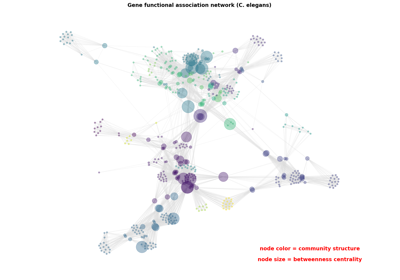 Gene functional association network (C. elegans)
node color = community structure
node size = betweenness centrality